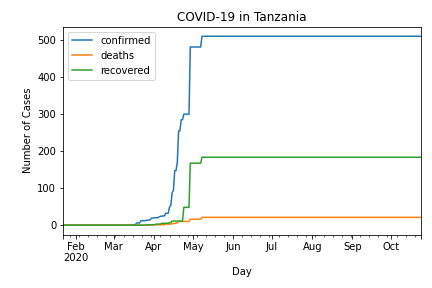 COVID-19 in Tanzania
confirmed
deaths
recovered
Number of Cases
500
400
300
200
100
0
Feb Mar Apr May Jun Jul Aug Sep Oct
2020
Day